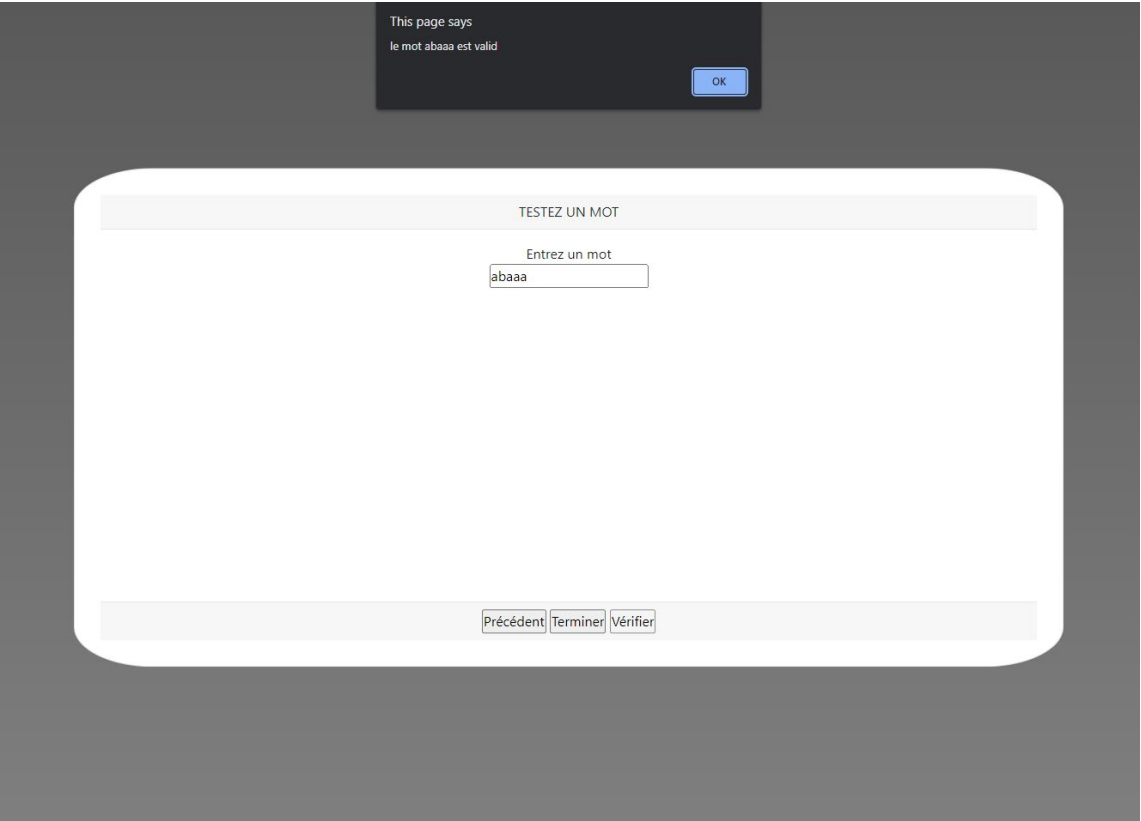 This page says
le mot abaaa est valid
OK
TESTEZ UN MOT
Entrez un mot
abaaa
Précédent Terminer Vérifier